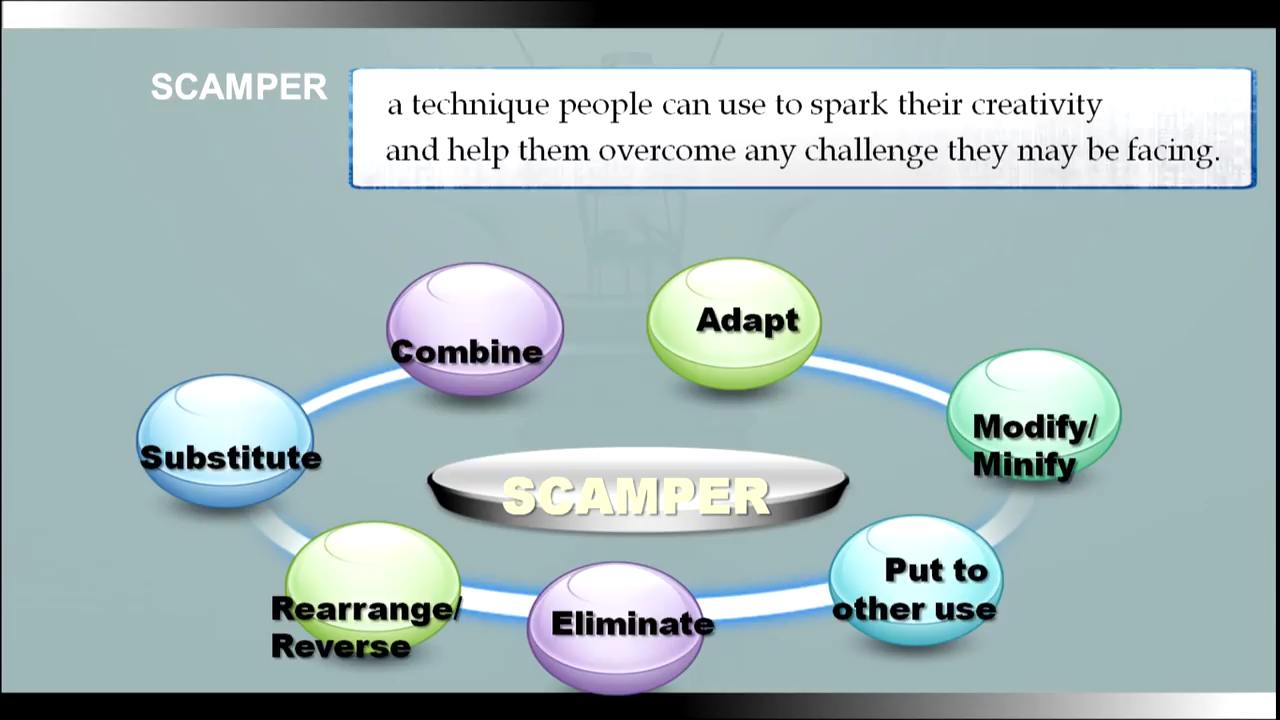 SCAMPER
a technique people can use to spark their creativity
and help them overcome any challenge they may be facing.
Combine
Adapt
Substitute
Modify/
Minify
SCAMPER
Rearrange/
Reverse
Eliminate
Put to
other use